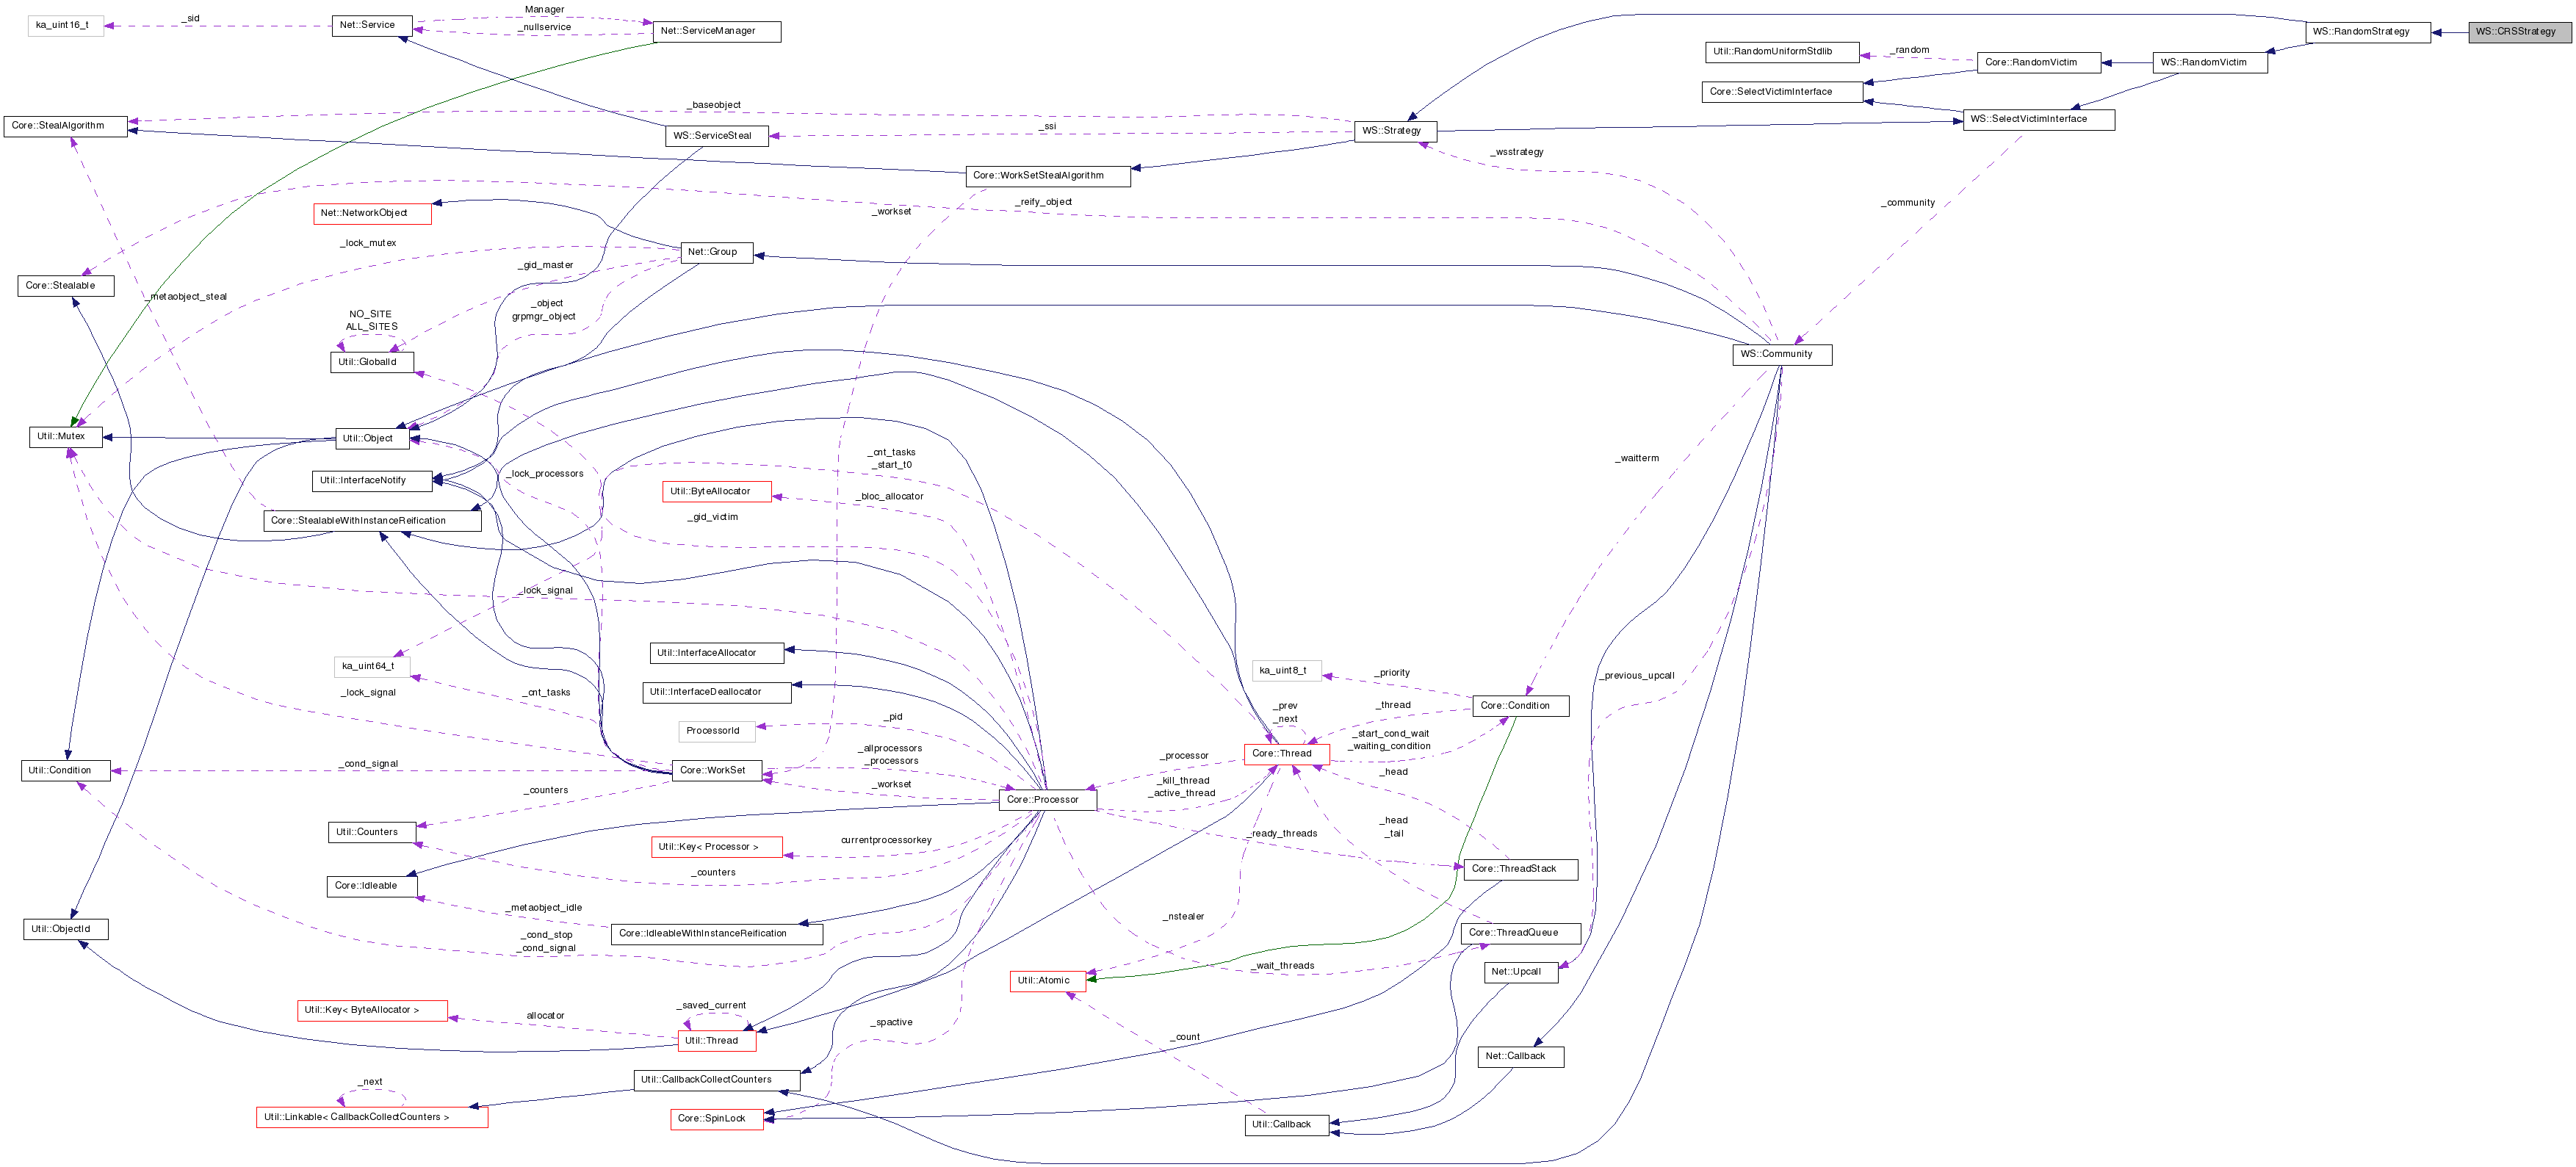 ka_uint16_t
_sid
Net::Service
Manager
_nullservice
Net::ServiceManager
WS::RandomStrategy
WS::CRSStrategy
Util::RandomUniformStdlib
_random
Core::RandomVictim
WS::RandomVictim
Core::SelectVictimInterface
WS::SelectVictimInterface
Core::StealAlgorithm
_baseobject
WS::ServiceSteal
_ssi
WS::Strategy
_wsstrategy
Core::WorkSetStealAlgorithm
Net::NetworkObject
_workset
_reify_object
_community
_lock_mutex
Net::Group
_gid_master
Core::Stealable
_metaobject_steal
_object
grpmgr_object
NO_SITE
ALL_SITES
Util::GlobalId
WS::Community
Util::Mutex
Util::Object
_cnt_tasks
_start_t0
_waitterm
Util::InterfaceNotify
_lock_processors
Util::ByteAllocator
_bloc_allocator
Core::StealableWithInstanceReification
_gid_victim
_lock_signal
Util::InterfaceAllocator
ka_uint64_t
ka_uint8_t
_priority
_previous_upcall
_lock_signal
_cnt_tasks
Util::InterfaceDeallocator
Core::Condition
_prev
_next
_thread
ProcessorId
_pid
_start_cond_wait
_waiting_condition
Core::Thread
_allprocessors
_processors
_processor
Util::Condition
_cond_signal
Core::WorkSet
_head
_workset
_kill_thread
_active_thread
_counters
Core::Processor
Util::Counters
_ready_threads
_head
_tail
Util::Key< Processor >
currentprocessorkey
Core::ThreadStack
Core::Idleable
_counters
_metaobject_idle
_nstealer
Util::ObjectId
Core::IdleableWithInstanceReification
Core::ThreadQueue
_cond_stop
_cond_signal
_wait_threads
Net::Upcall
Util::Atomic
Util::Key< ByteAllocator >
allocator
_saved_current
Util::Thread
_spactive
_count
Net::Callback
_next
Util::CallbackCollectCounters
Util::Linkable< CallbackCollectCounters >
Core::SpinLock
Util::Callback